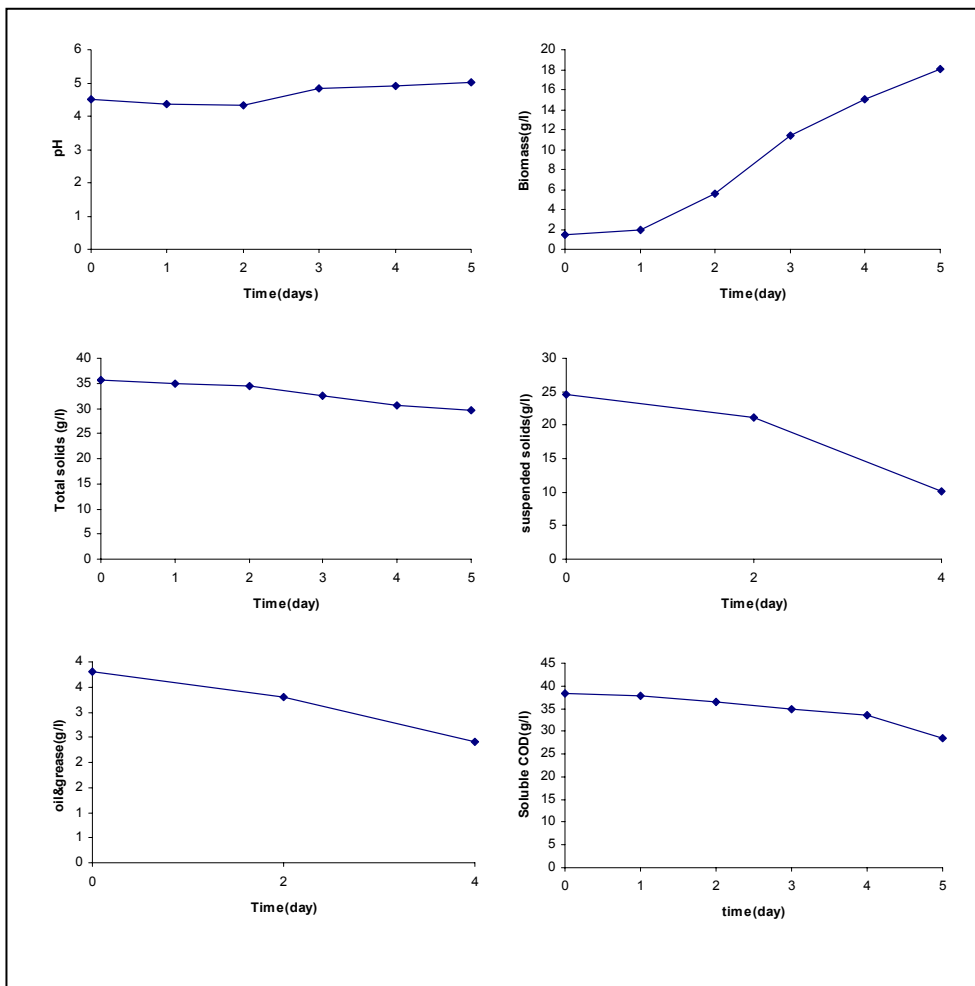 6
5
4
3
2
1
0
pH
0 1 2 3 4 5
Time(days)
20
18
16
14
12
10
8
6
4
2
0
Biomass(g/l)
0 1 2 3 4 5
Time(day)
40
35
30
25
20
15
10
5
0
Total solids (g/l)
0 1 2 3 4 5
Time(day)
30
25
20
15
10
5
0
suspended solids(g/l)
0 2 4
Time(day)
4
4
3
3
2
2
1
1
0
oil&grease(g/l)
0 2 4
Time(day)
45
40
35
30
25
20
15
10
5
0
Soluble COD(g/l)
0 1 2 3 4 5
time(day)